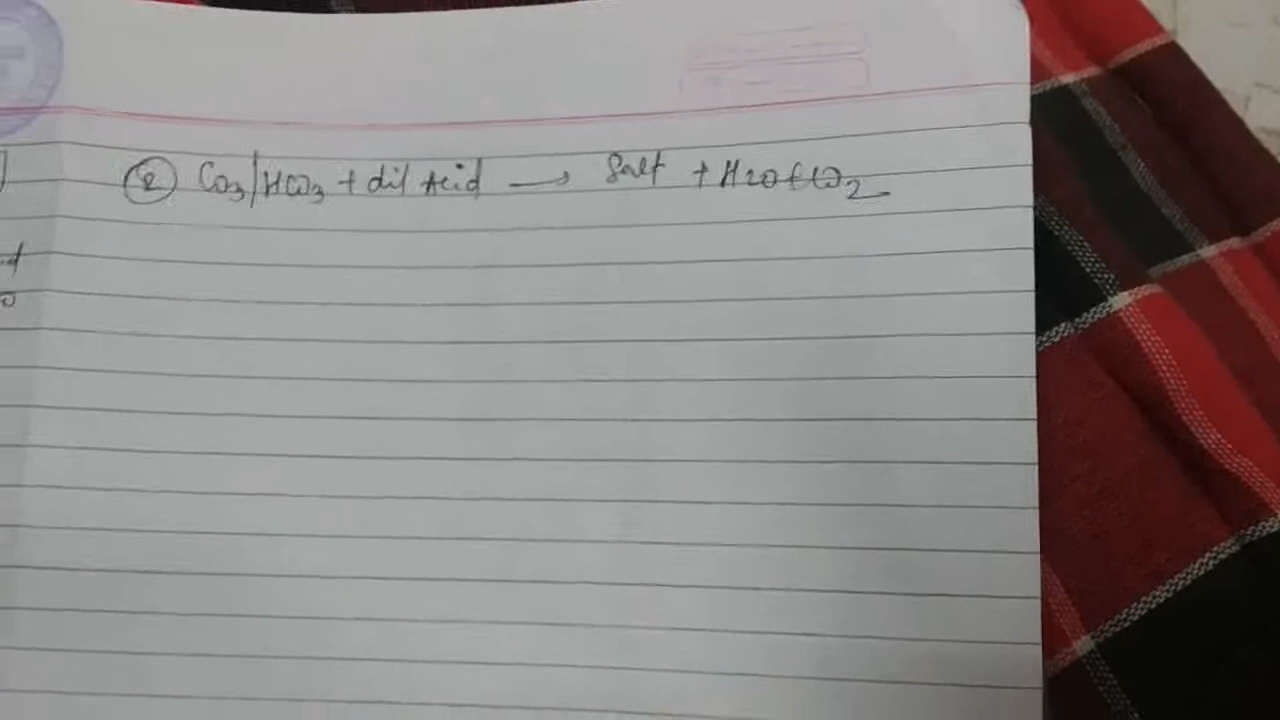 ② CO3/HCO3 + dil Acid → Salt + H2O + CO2